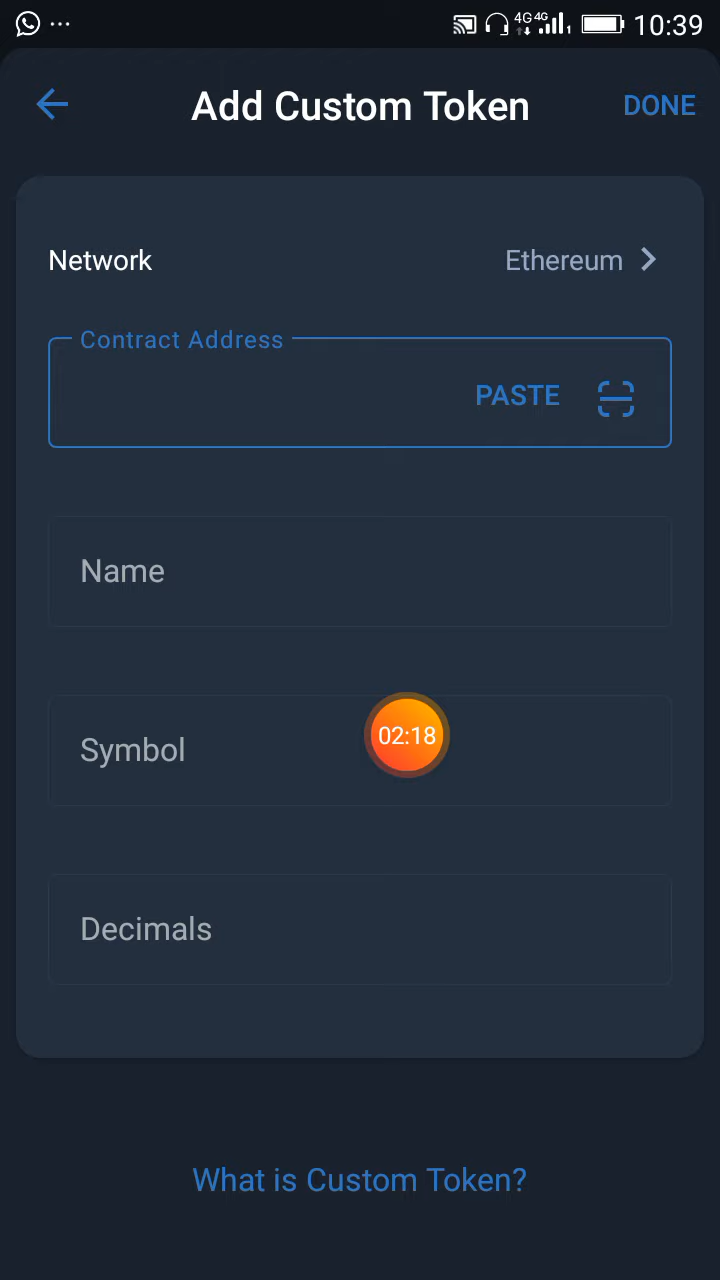 4G 4G 1 10:39
Add Custom Token DONE
Network Ethereum
Contract Address
PASTE
Name
Symbol
02:18
Decimals
What is Custom Token?